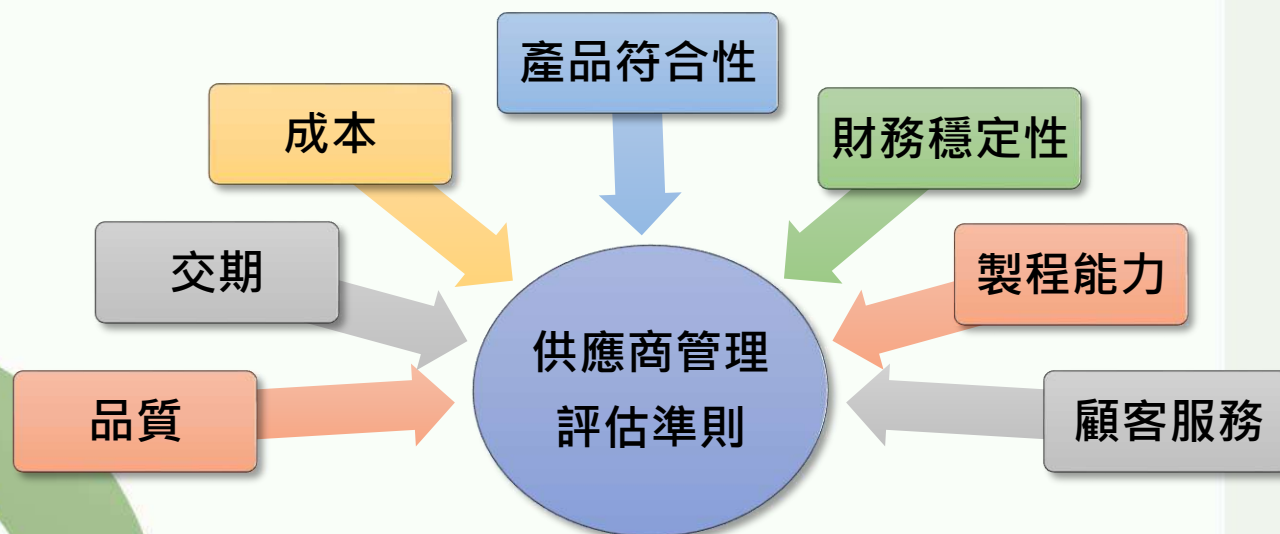 產品符合性
成本
財務穩定性
交期
製程能力
供應商管理
評估準則
品質
顧客服務